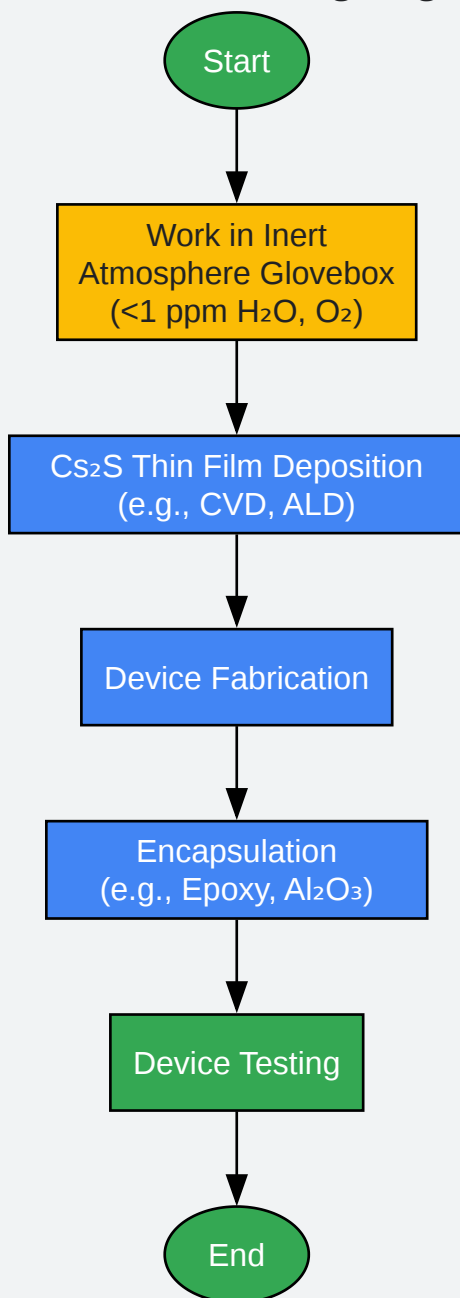 Start
Work in Inert
Atmosphere Glovebox
(<1 ppm H₂O, O₂)
Cs₂S Thin Film Deposition
(e.g., CVD, ALD)
Device Fabrication
Encapsulation
(e.g., Epoxy, Al₂O₃)
Device Testing
End